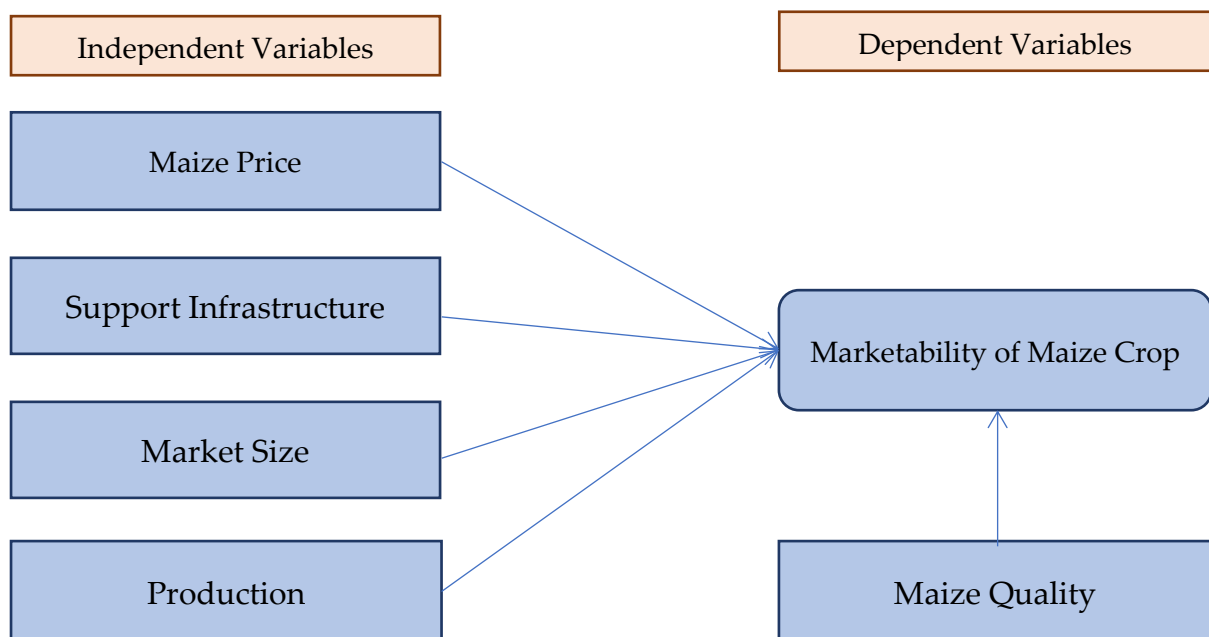 Independent Variables
Dependent Variables
Maize Price
Support Infrastructure
Marketability of Maize Crop
Market Size
Production
Maize Quality